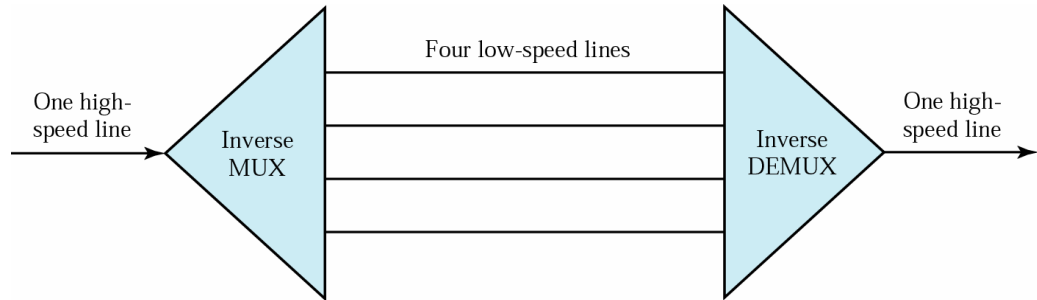 Four low-speed lines
One high-
speed line
Inverse
MUX
Inverse
DEMUX
One high-
speed line